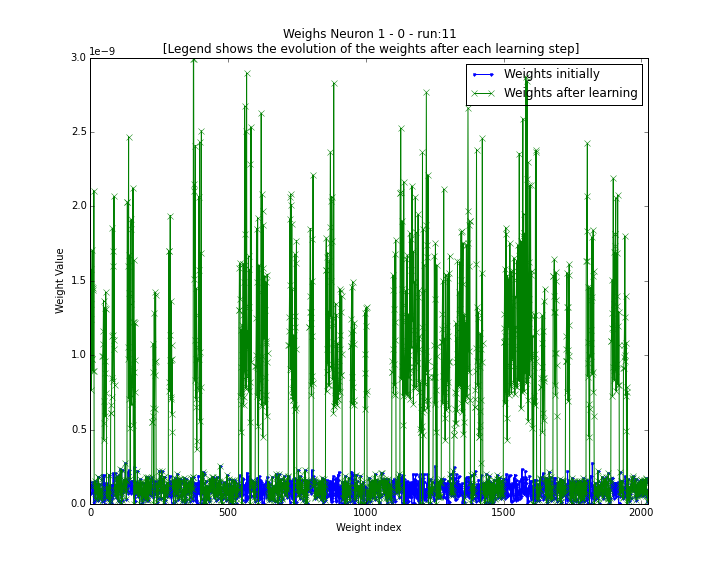 Weighs Neuron 1 - 0 - run:11
[Legend shows the evolution of the weights after each learning step]
1e−9
Weights initially
Weights after learning
3.0
2.5
2.0
1.5
1.0
0.5
0.0
Weight Value
0 500 1000 1500 2000
Weight index